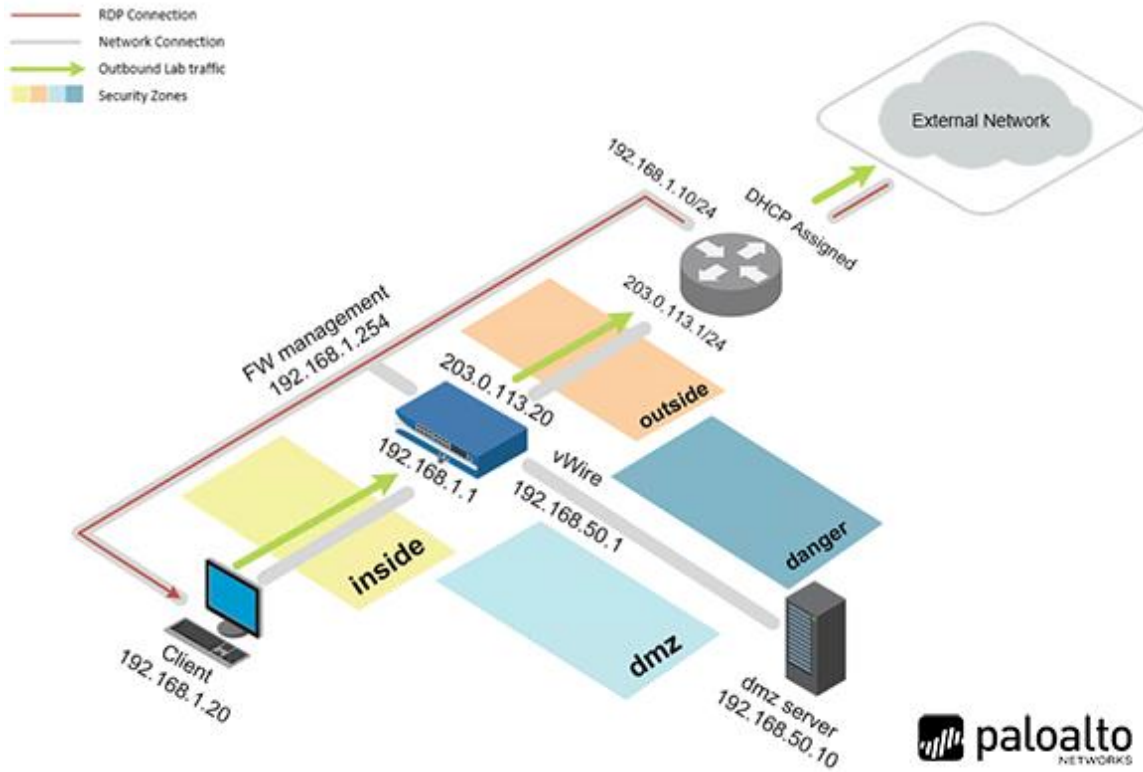 RDP Connection
Network Connection
Outbound Lab traffic
Security Zones
External Network
192.168.1.10/24
DHCP Assigned
203.0.113.1/24
FW management
192.168.1.254
203.0.113.20
outside
192.168.1.1
vWire
192.168.50.1
danger
inside
dmz
Client
192.168.1.20
dmz server
192.168.50.10
paloalto
NETWORKS